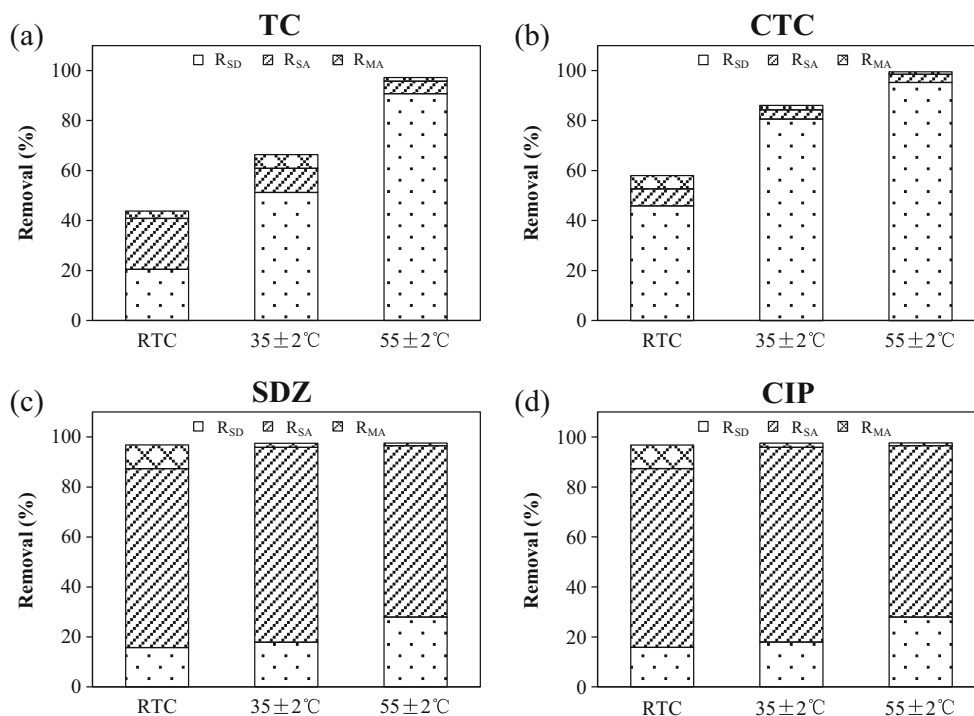 (a) TC
R_SD R_SA R_MA
Removal (%)
100
80
60
40
20
0
RTC 35±2℃ 55±2℃
(b) CTC
R_SD R_SA R_MA
Removal (%)
100
80
60
40
20
0
RTC 35±2℃ 55±2℃
(c) SDZ
R_SD R_SA R_MA
Removal (%)
100
80
60
40
20
0
RTC 35±2℃ 55±2℃
(d) CIP
R_SD R_SA R_MA
Removal (%)
100
80
60
40
20
0
RTC 35±2℃ 55±2℃